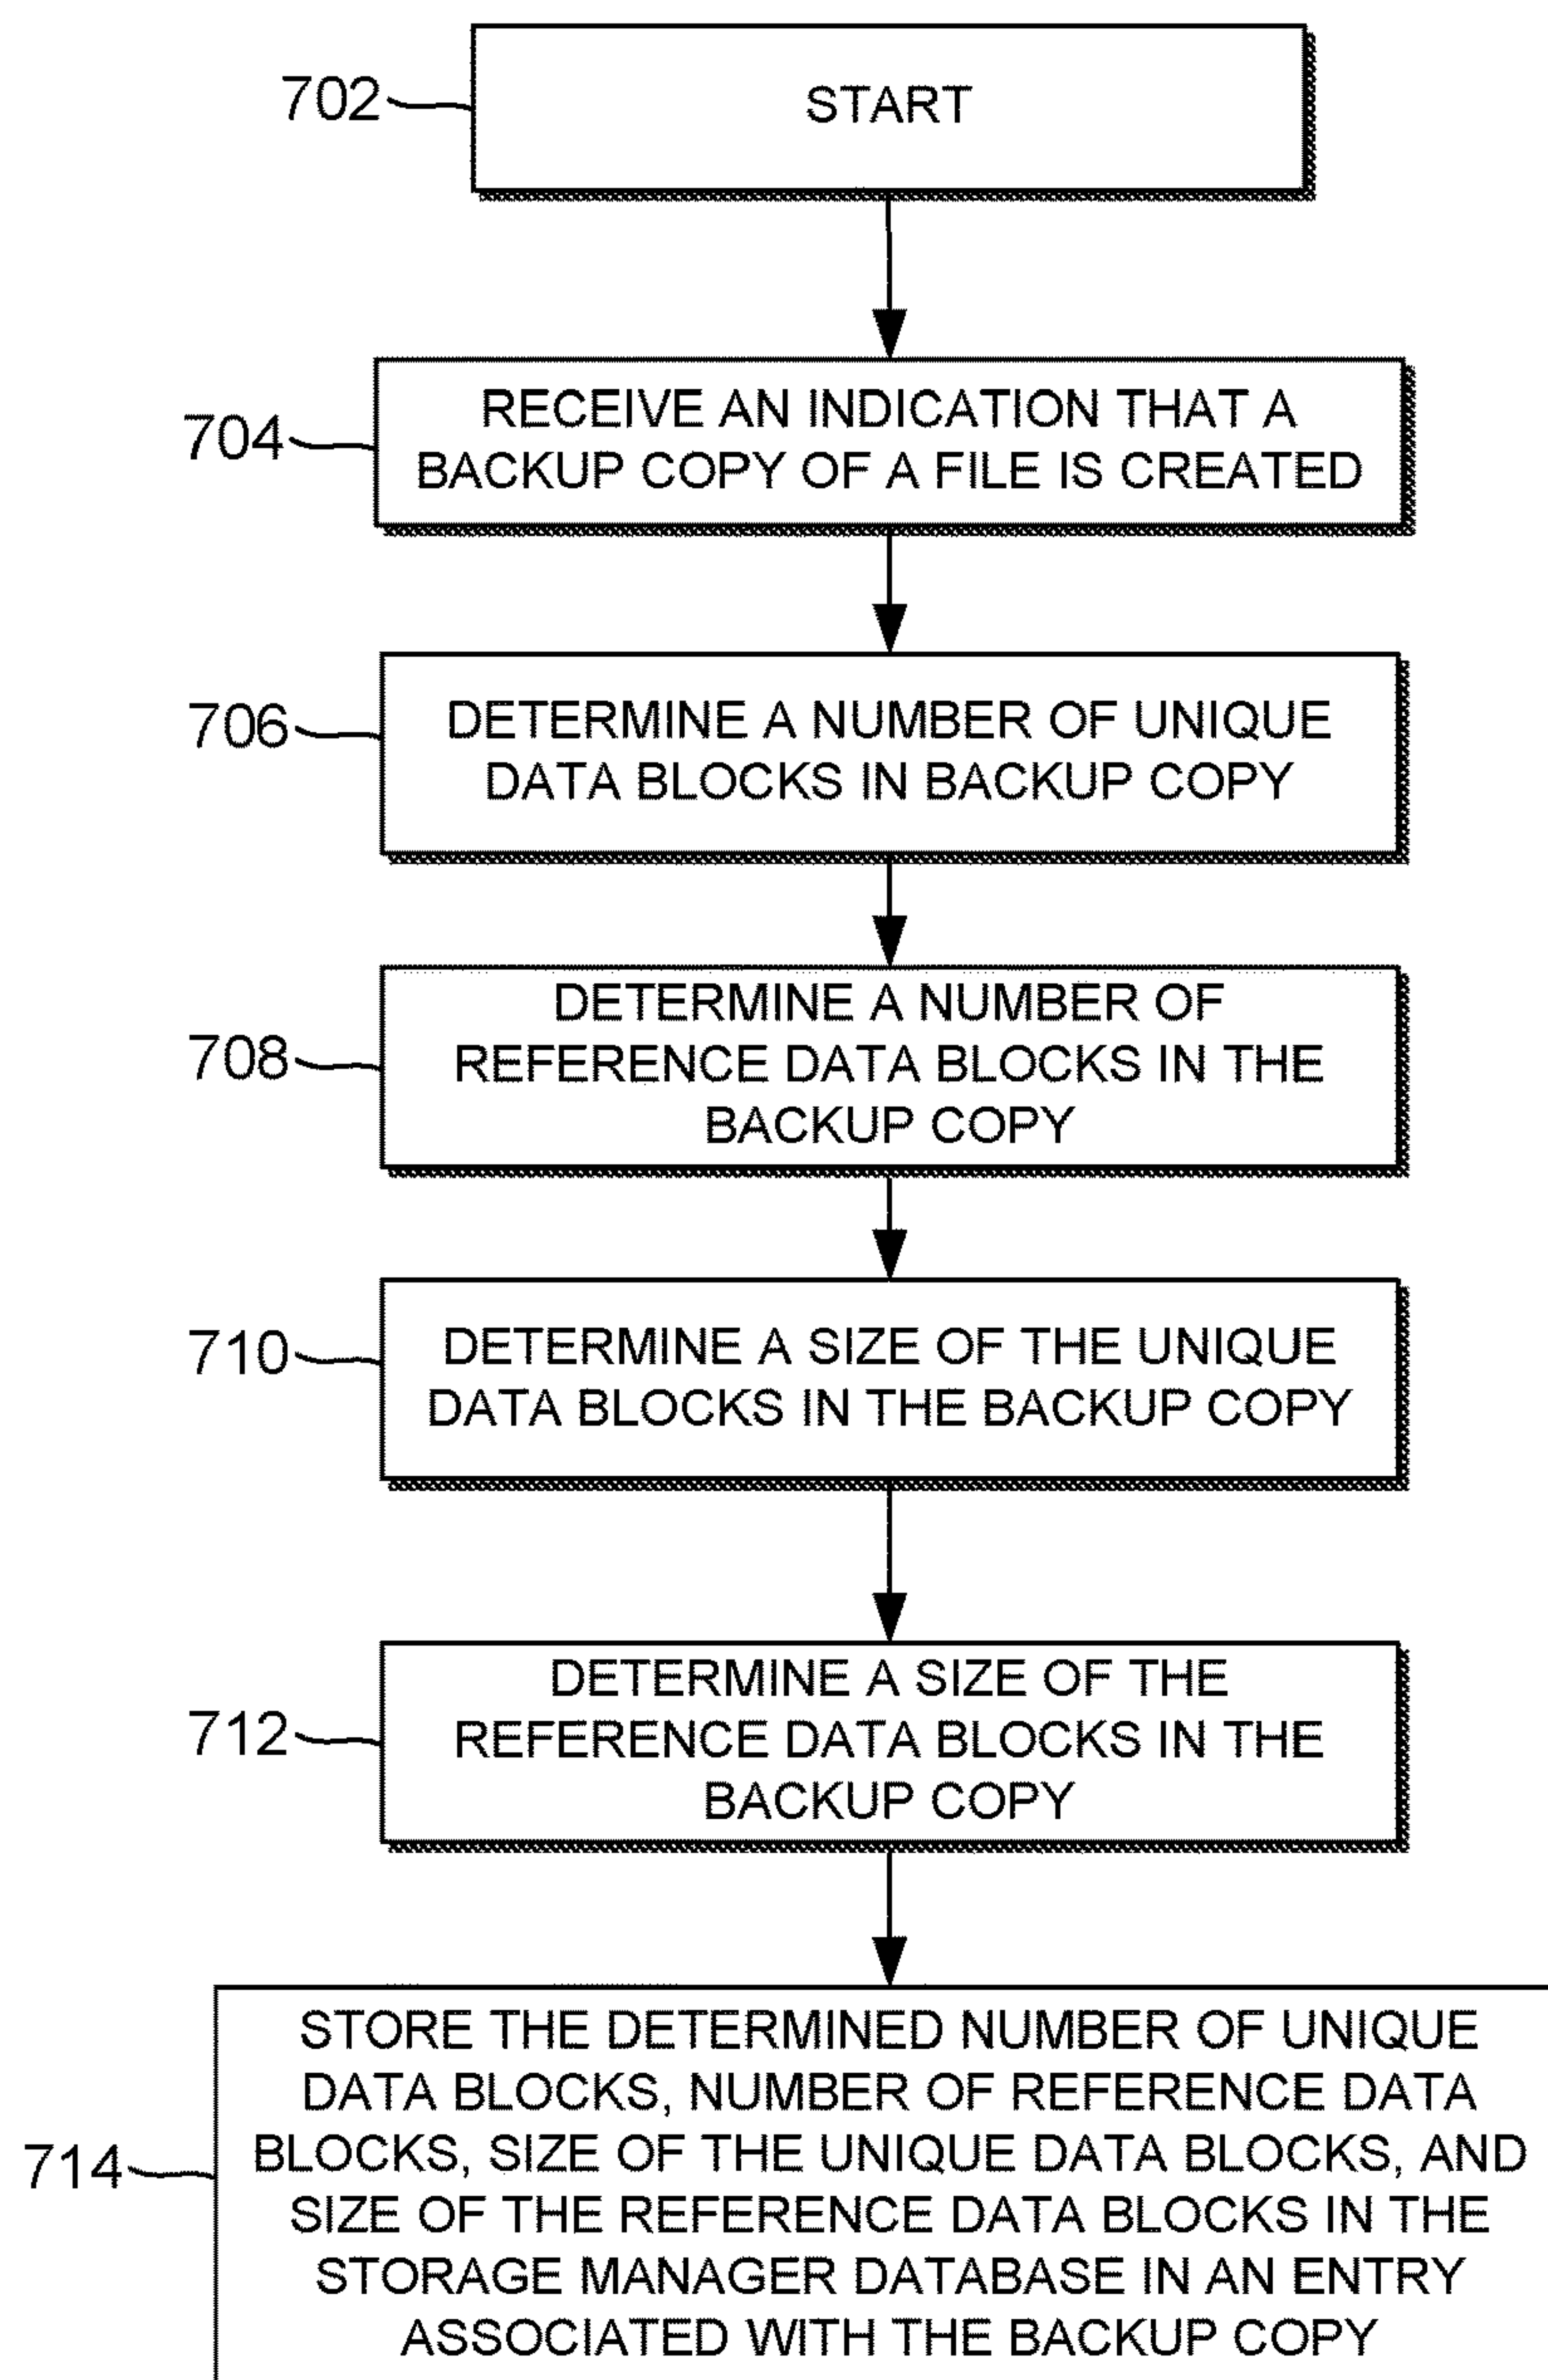 702
START
704
RECEIVE AN INDICATION THAT A
BACKUP COPY OF A FILE IS CREATED
706
DETERMINE A NUMBER OF UNIQUE
DATA BLOCKS IN BACKUP COPY
708
DETERMINE A NUMBER OF
REFERENCE DATA BLOCKS IN THE
BACKUP COPY
710
DETERMINE A SIZE OF THE UNIQUE
DATA BLOCKS IN THE BACKUP COPY
712
DETERMINE A SIZE OF THE
REFERENCE DATA BLOCKS IN THE
BACKUP COPY
714
STORE THE DETERMINED NUMBER OF UNIQUE
DATA BLOCKS, NUMBER OF REFERENCE DATA
BLOCKS, SIZE OF THE UNIQUE DATA BLOCKS, AND
SIZE OF THE REFERENCE DATA BLOCKS IN THE
STORAGE MANAGER DATABASE IN AN ENTRY
ASSOCIATED WITH THE BACKUP COPY